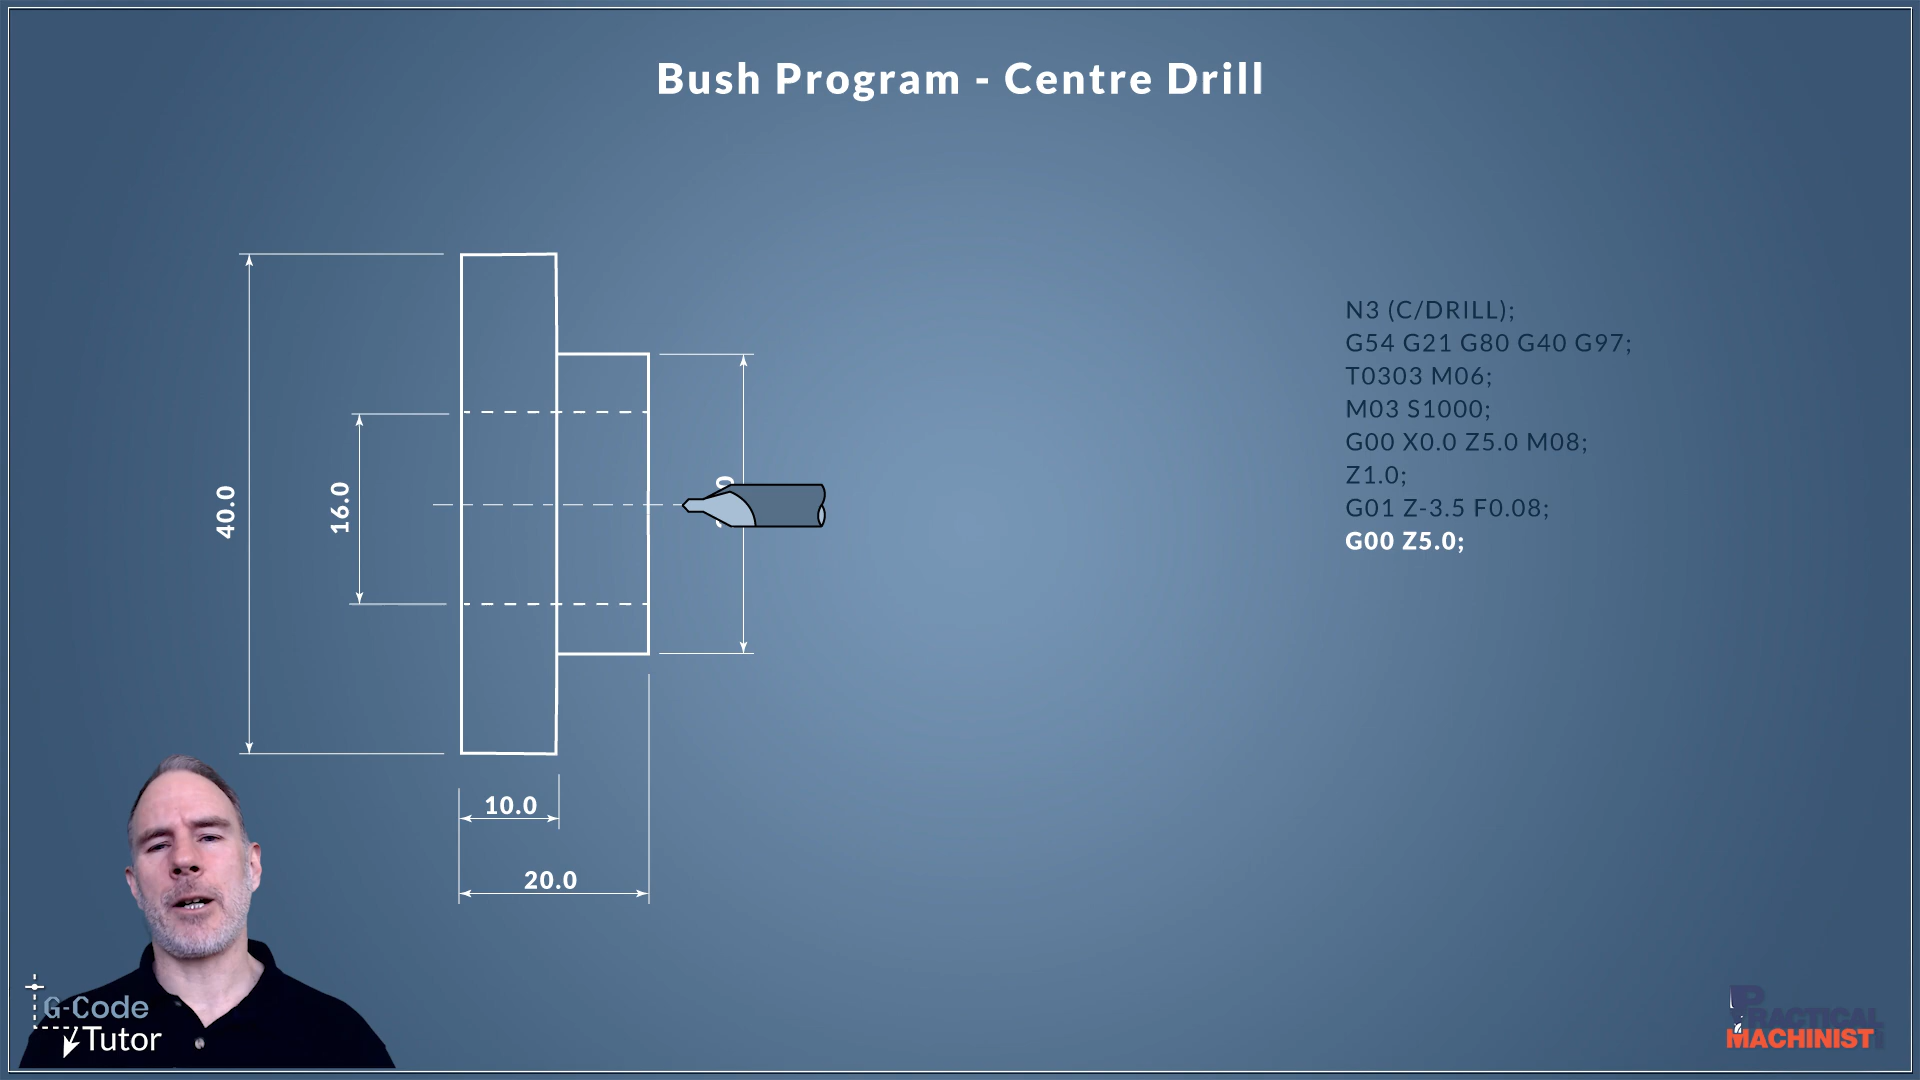 Bush Program - Centre Drill
N3 (C/DRILL);
G54 G21 G80 G40 G97;
T0303 M06;
M03 S1000;
G00 X0.0 Z5.0 M08;
Z1.0;
G01 Z-3.5 F0.08;
G00 Z5.0;
40.0
16.0
10.0
20.0
G-Code
Tutor
PRACTICAL
MACHINIST